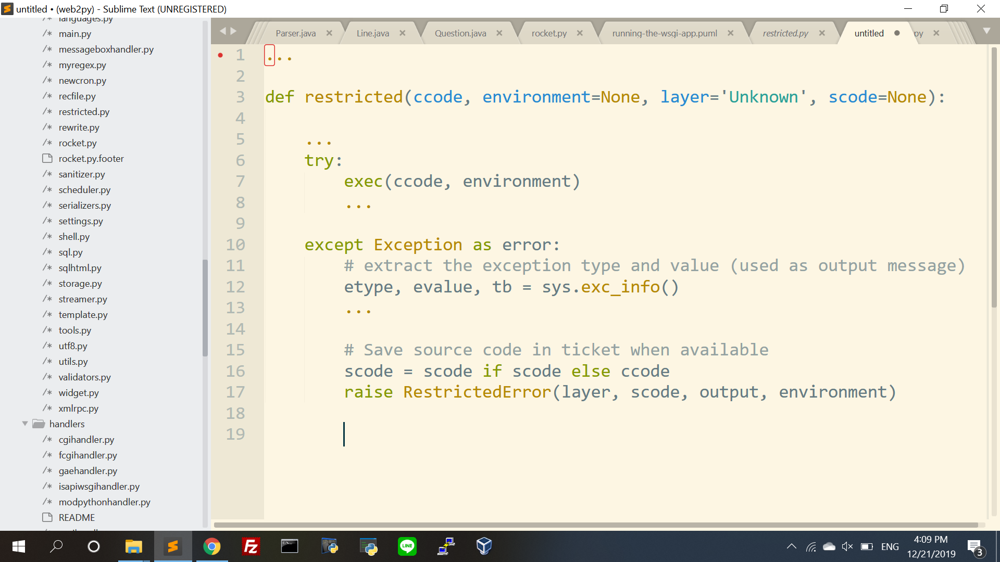 untitled • (web2py) - Sublime Text (UNREGISTERED)
languages.py
main.py
messageboxhandler.py
myregex.py
newcron.py
recfile.py
restricted.py
rewrite.py
rocket.py
rocket.py.footer
sanitizer.py
scheduler.py
serializers.py
settings.py
shell.py
sql.py
sqlhtml.py
storage.py
streamer.py
template.py
tools.py
utf8.py
utils.py
validators.py
widget.py
xmlrpc.py
handlers
cgihandler.py
fcgihandler.py
gaehandler.py
isapiwsgihandler.py
modpythonhandler.py
README
Parser.java Line.java Question.java rocket.py running-the-wsgi-app.puml restricted.py untitled py
1 ...
2
3 def restricted(ccode, environment=None, layer='Unknown', scode=None):
4
5 ...
6 try:
7 exec(ccode, environment)
8 ...
9
10 except Exception as error:
11 # extract the exception type and value (used as output message)
12 etype, evalue, tb = sys.exc_info()
13 ...
14
15 # Save source code in ticket when available
16 scode = scode if scode else ccode
17 raise RestrictedError(layer, scode, output, environment)
18
19
LINE
ENG
4:09 PM
12/21/2019
3